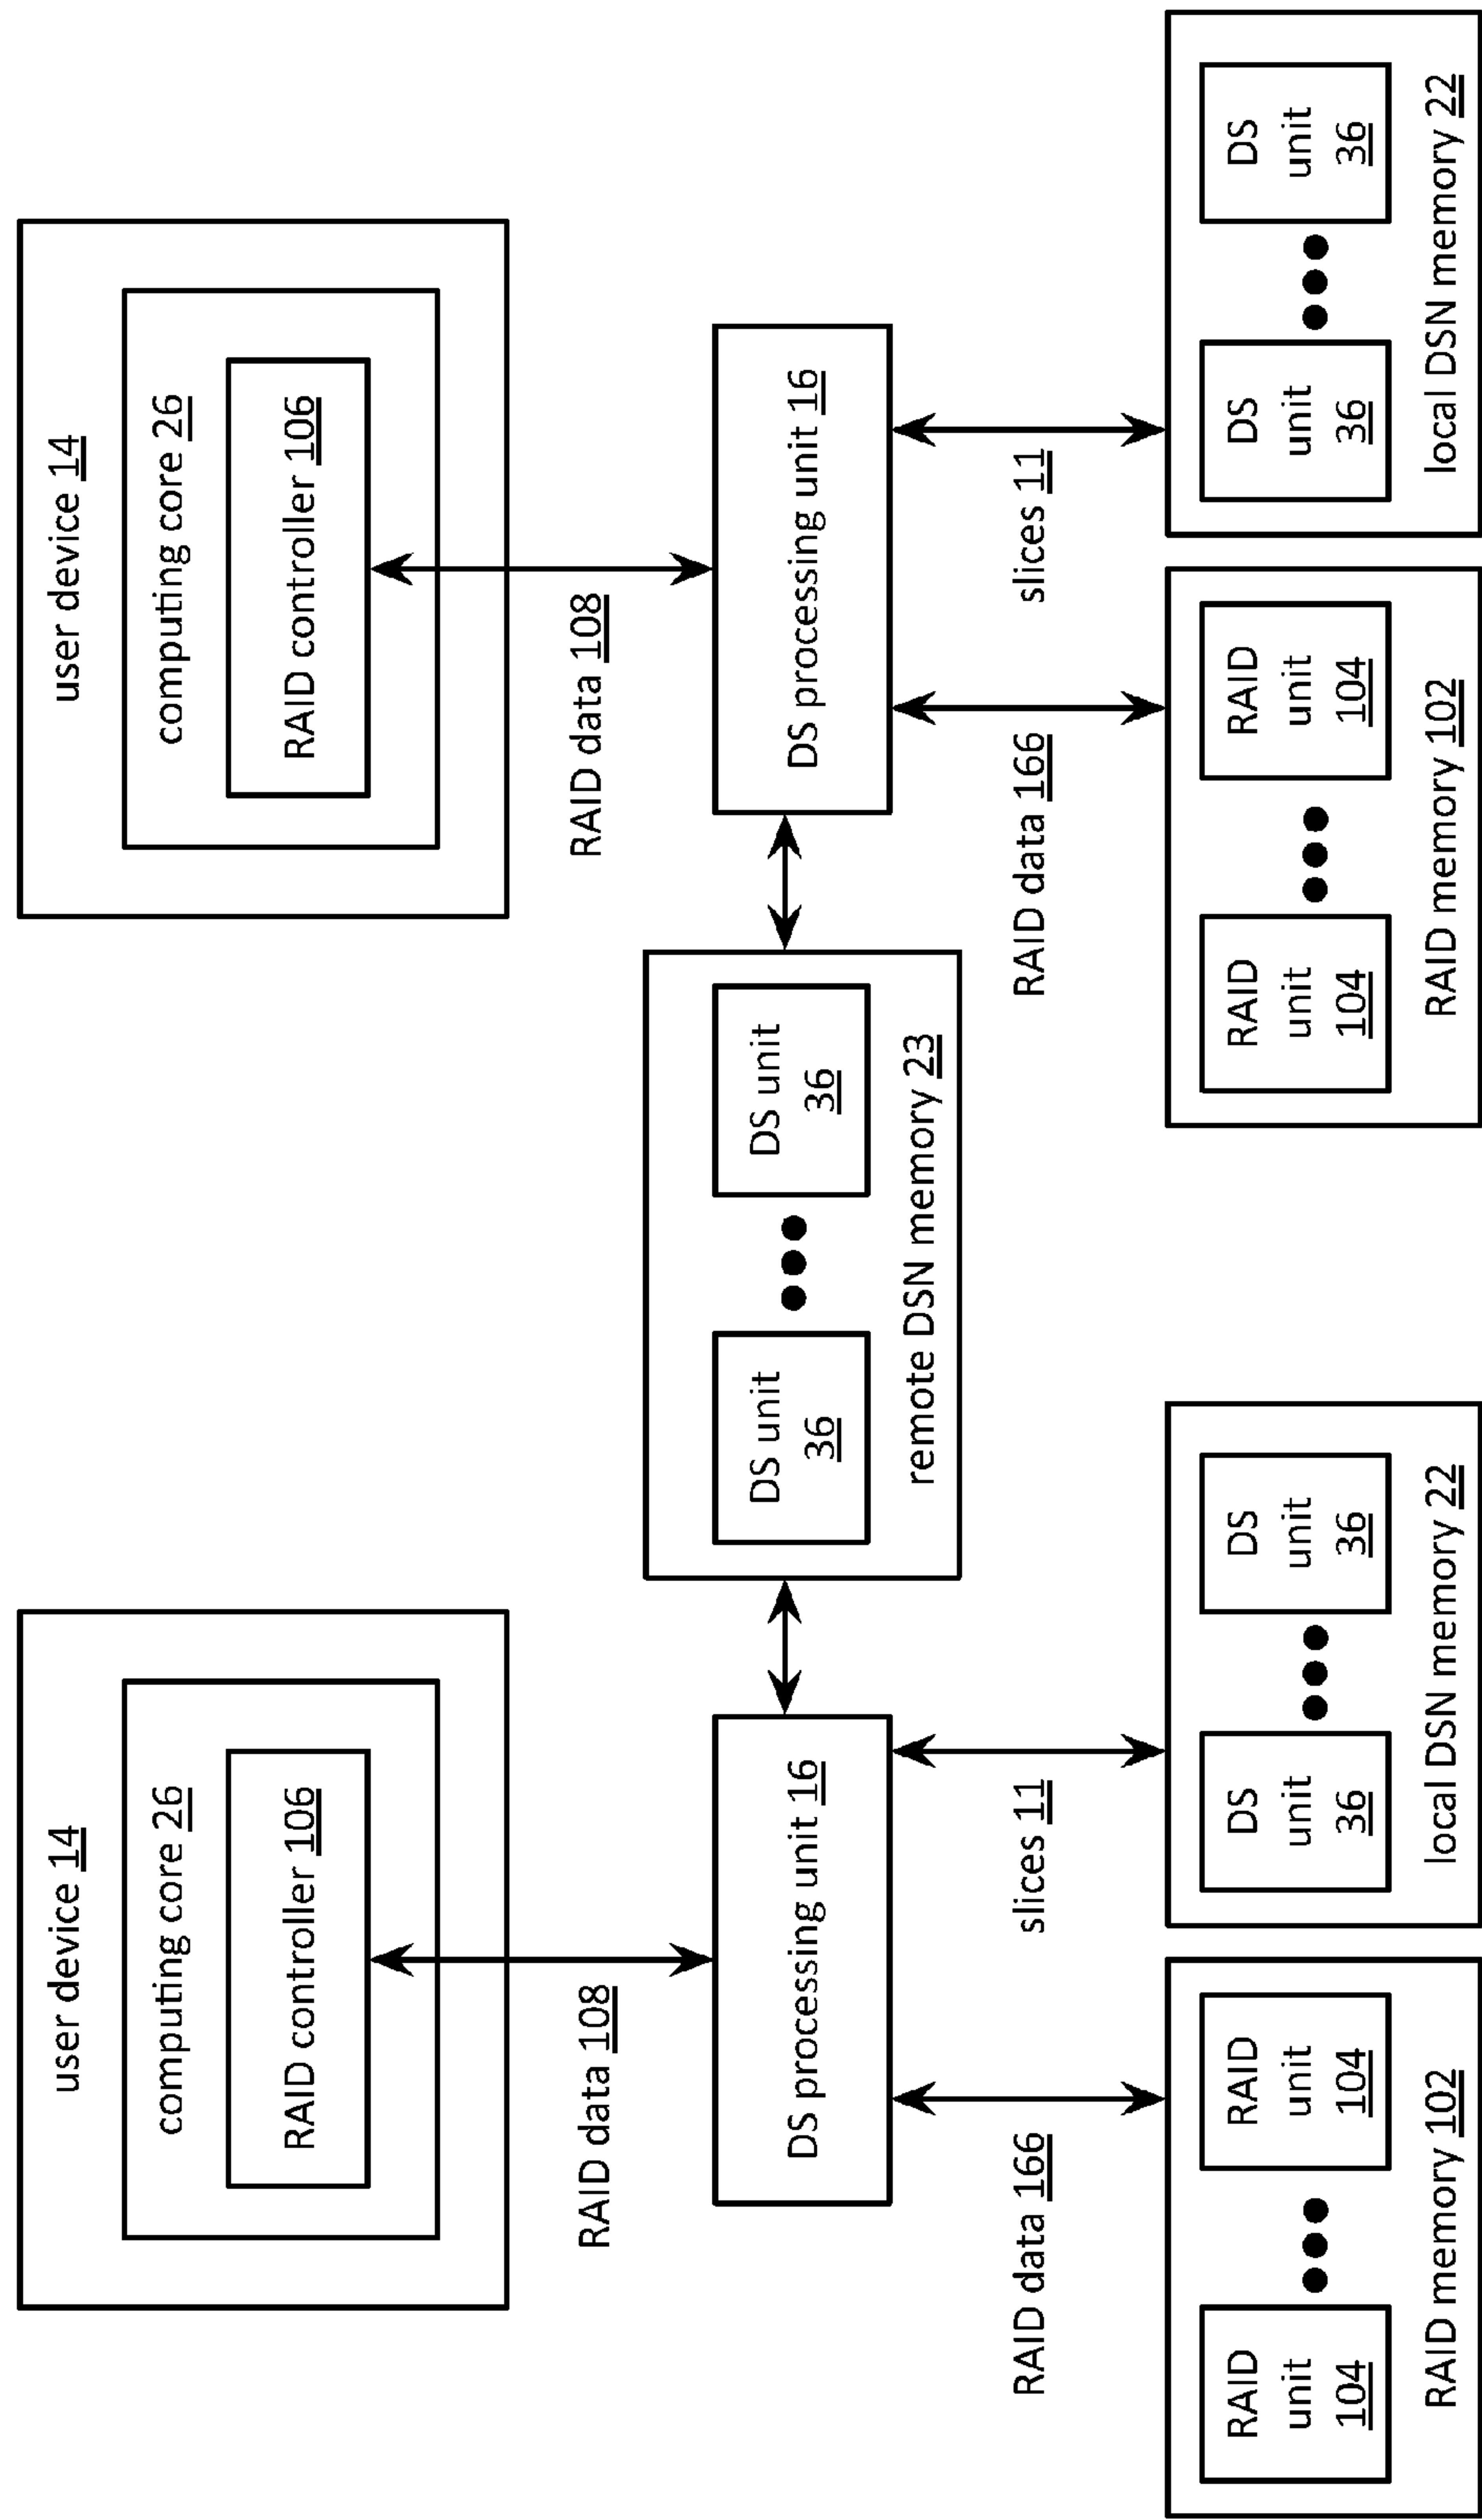 user device 14
computing core 26
RAID controller 106
RAID data 108
DS processing unit 16
RAID data 166
slices 11
RAID
unit
104
RAID
unit
104
RAID memory 102
DS
unit
36
DS
unit
36
local DSN memory 22
DS unit
36
DS unit
36
remote DSN memory 23
user device 14
computing core 26
RAID controller 106
RAID data 108
DS processing unit 16
RAID data 166
slices 11
RAID
unit
104
RAID
unit
104
RAID memory 102
DS
unit
36
DS
unit
36
local DSN memory 22